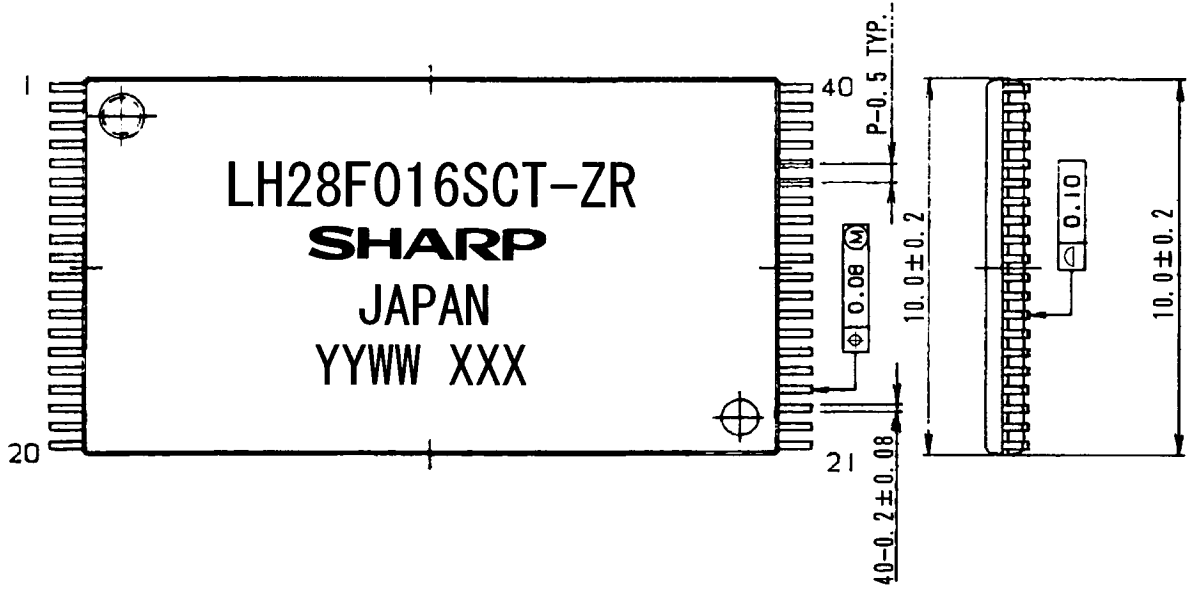 1
40
20
21
LH28F016SCT-ZR
SHARP
JAPAN
YYWW XXX
P-0.5 TYP.
0.08 M
40-0.2±0.08
10.0±0.2
0.10
10.0±0.2